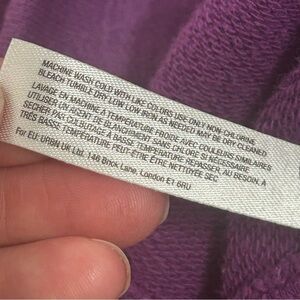 MACHINE WASH COLD WITH LIKE COLORS USE ONLY NON-CHLORINE
BLEACH TUMBLE DRY LOW LOW IRON AS NEEDED MAY BE DRY CLEANED
LAVAGE EN MACHINE À TEMPÉRATURE FROIDE AVEC COULEURS SIMILAIRES
UTILISER UN AGENT DE BLANCHIMENT SANS CHLORE SI NÉCESSAIRE
SÉCHER PAR CULBUTAGE A BASSE TEMPÉRATURE REPASSER, AU BESOIN, A
TRÈS BASSE TEMPÉRATURE PEUT-ÊTRE ÊTRE NETTOYÉE SEC
For EU: URBN UK Ltd. 146 Brick Lane, London E1 6RU